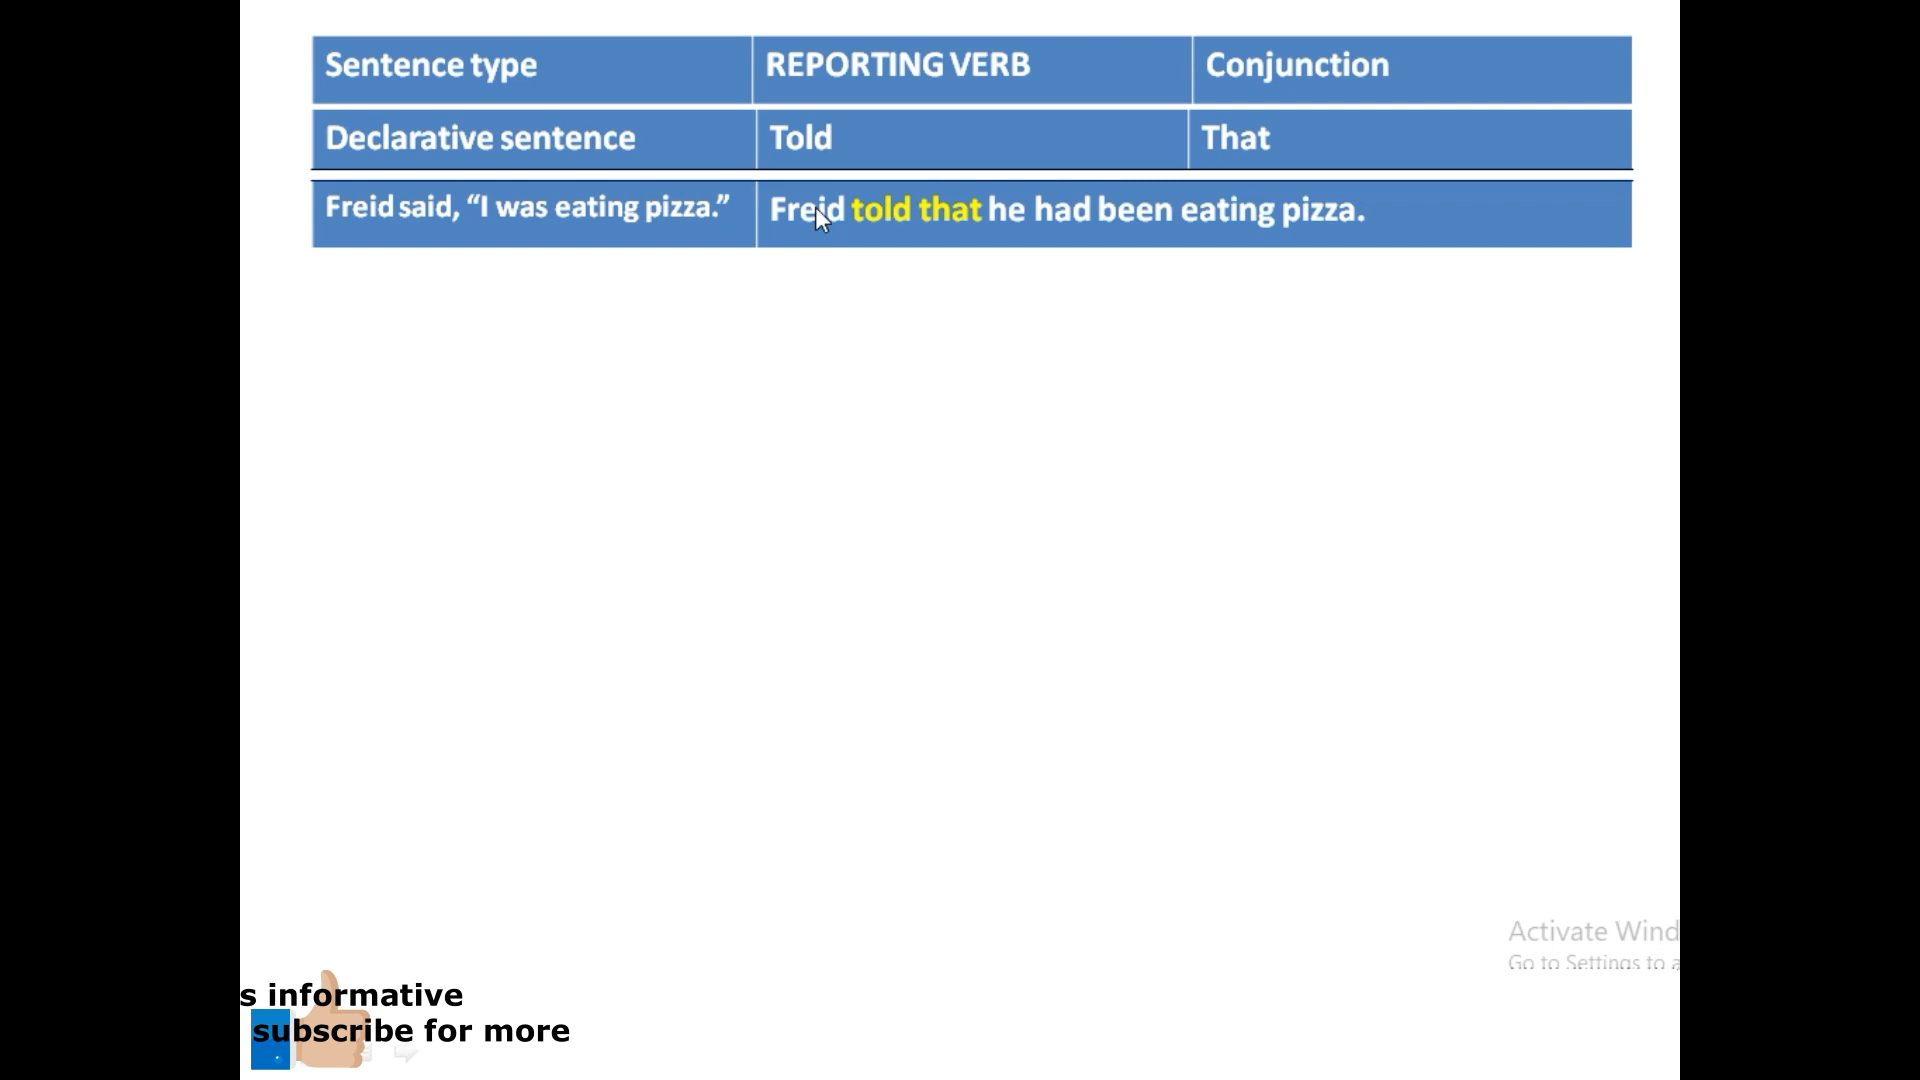 Sentence type REPORTING VERB Conjunction
Declarative sentence Told That
Freid said, “I was eating pizza.” Freid told that he had been eating pizza.
Activate Wind
Go to Settings to a
s informative
subscribe for more